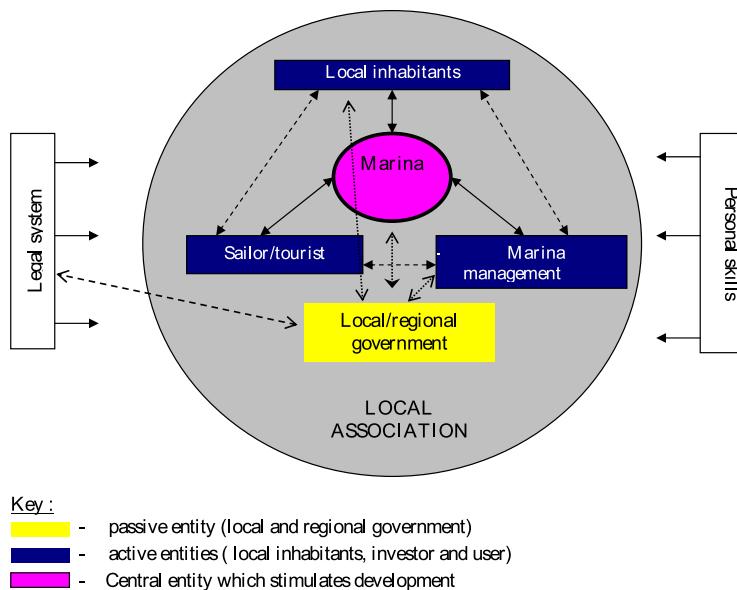 Local inhabitants
Marina
Legal system
Personal skills
Sailor/tourist
- Marina
management
Local/regional
government
LOCAL
ASSOCIATION
Key :
- passive entity (local and regional government)
- active entities ( local inhabitants, investor and user)
- Central entity which stimulates development